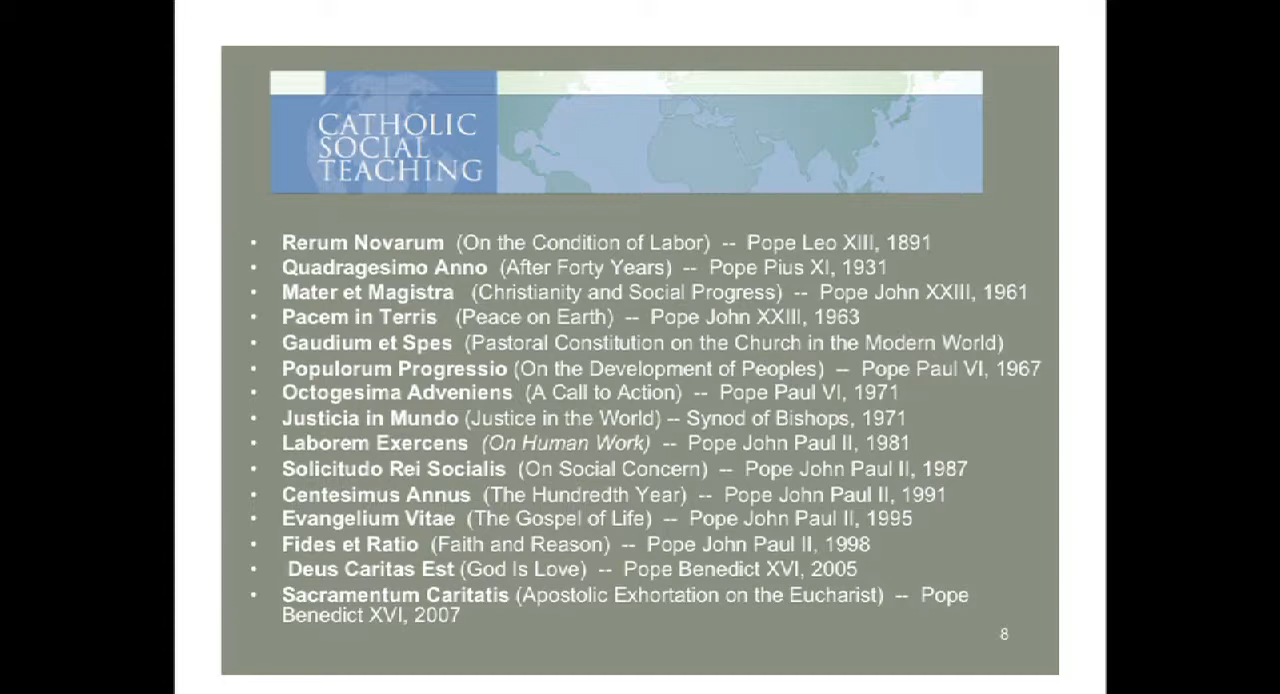 CATHOLIC
SOCIAL
TEACHING
• Rerum Novarum (On the Condition of Labor) -- Pope Leo XIII, 1891
• Quadragesimo Anno (After Forty Years) -- Pope Pius XI, 1931
• Mater et Magistra (Christianity and Social Progress) -- Pope John XXIII, 1961
• Pacem in Terris (Peace on Earth) -- Pope John XXIII, 1963
• Gaudium et Spes (Pastoral Constitution on the Church in the Modern World)
• Populorum Progressio (On the Development of Peoples) -- Pope Paul VI, 1967
• Octogesima Adveniens (A Call to Action) -- Pope Paul VI, 1971
• Justicia in Mundo (Justice in the World) -- Synod of Bishops, 1971
• Laborem Exercens (On Human Work) -- Pope John Paul II, 1981
• Solicitudo Rei Socialis (On Social Concern) -- Pope John Paul II, 1987
• Centesimus Annus (The Hundredth Year) -- Pope John Paul II, 1991
• Evangelium Vitae (The Gospel of Life) -- Pope John Paul II, 1995
• Fides et Ratio (Faith and Reason) -- Pope John Paul II, 1998
• Deus Caritas Est (God Is Love) -- Pope Benedict XVI, 2005
• Sacramentum Caritatis (Apostolic Exhortation on the Eucharist) -- Pope
Benedict XVI, 2007
8